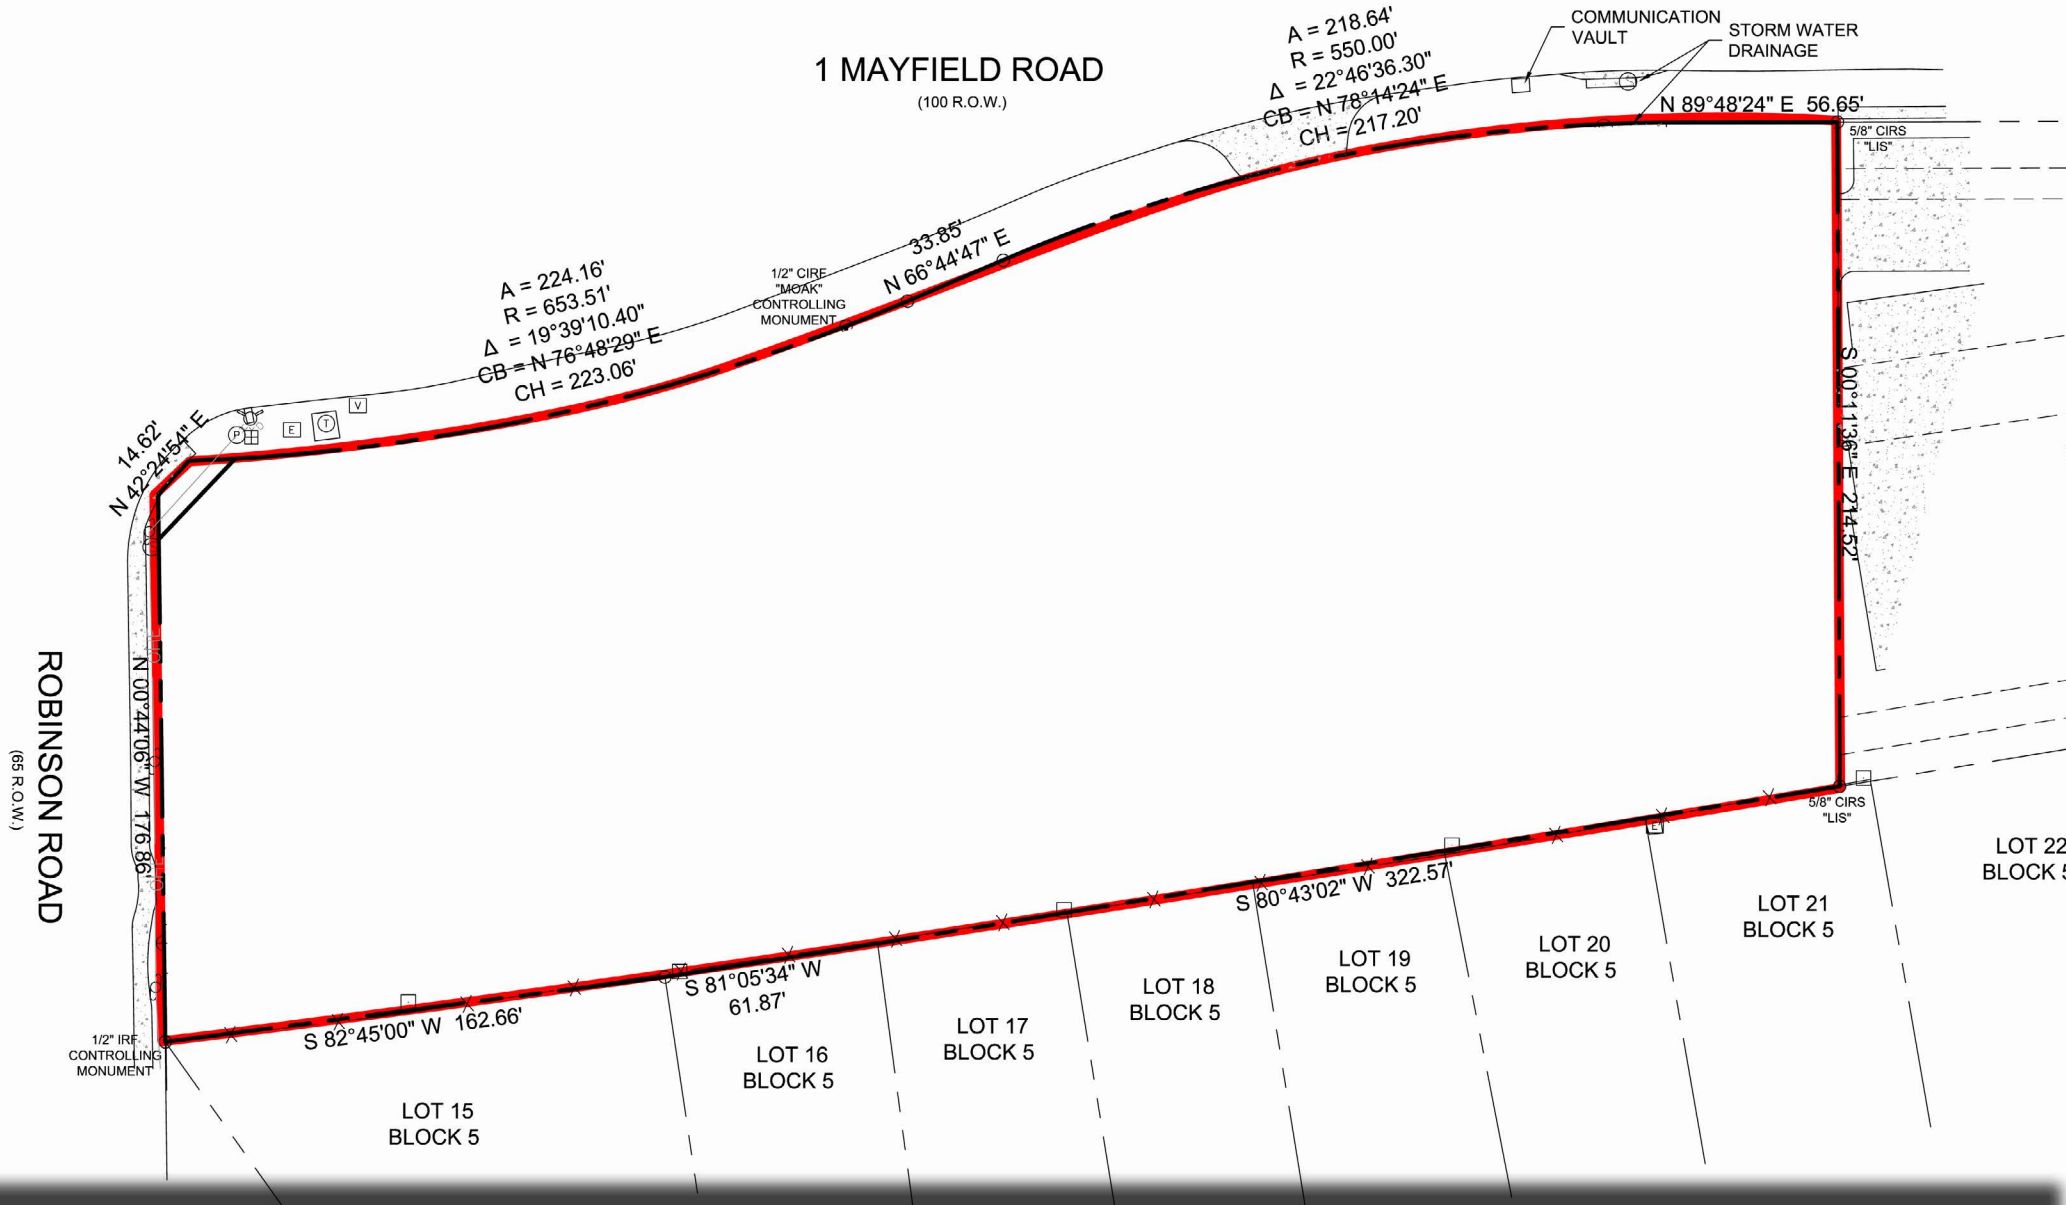 1 MAYFIELD ROAD
(100 R.O.W.)
A = 218.64'
R = 550.00'
Δ = 22°46'36.30"
CB = N 78°14'24" E
CH = 217.20'
COMMUNICATION
VAULT
STORM WATER
DRAINAGE
N 89°48'24" E 56.65'
5/8" CIRS
"LIS"
33.85'
N 66°44'47" E
1/2" CIRF
"MOAK"
CONTROLLING
MONUMENT
A = 224.16'
R = 653.51'
Δ = 19°39'10.40"
CB = N 76°48'29" E
CH = 223.06'
V
E
T
P
14.62'
N 42°24'54" E
S 00°11'36" E 214.52'
ROBINSON ROAD
(65 R.O.W.)
N 00°44'06" W 176.86'
5/8" CIRS
"LIS"
E
S 80°43'02" W 322.57'
S 81°05'34" W
61.87'
S 82°45'00" W 162.66'
1/2" IRF
CONTROLLING
MONUMENT
LOT 15
BLOCK 5
LOT 16
BLOCK 5
LOT 17
BLOCK 5
LOT 18
BLOCK 5
LOT 19
BLOCK 5
LOT 20
BLOCK 5
LOT 21
BLOCK 5
LOT 22
BLOCK 5